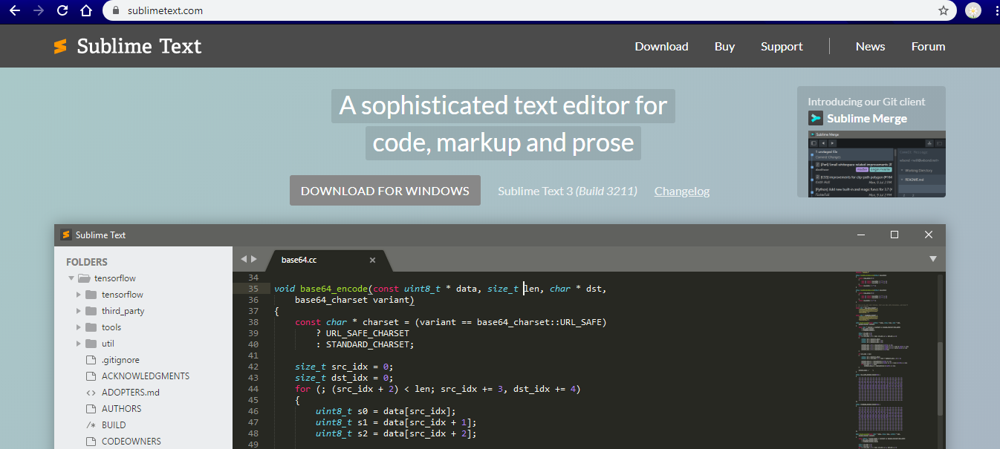 sublimetext.com
Sublime Text
Download Buy Support News Forum
A sophisticated text editor for
code, markup and prose
DOWNLOAD FOR WINDOWS Sublime Text 3 (Build 3211) Changelog
Introducing our Git client
Sublime Merge
Sublime Merge
Sublime Text
FOLDERS
tensorflow
tensorflow
third_party
tools
util
.gitignore
ACKNOWLEDGMENTS
<> ADOPTERS.md
AUTHORS
/* BUILD
CODEOWNERS
base64.cc
34
35 void base64_encode(const uint8_t * data, size_t len, char * dst,
36 base64_charset variant)
37 {
38 const char * charset = (variant == base64_charset::URL_SAFE)
39 ? URL_SAFE_CHARSET
40 : STANDARD_CHARSET;
41
42 size_t src_idx = 0;
43 size_t dst_idx = 0;
44 for (; (src_idx + 2) < len; src_idx += 3, dst_idx += 4)
45 {
46 uint8_t s0 = data[src_idx];
47 uint8_t s1 = data[src_idx + 1];
48 uint8_t s2 = data[src_idx + 2];
49